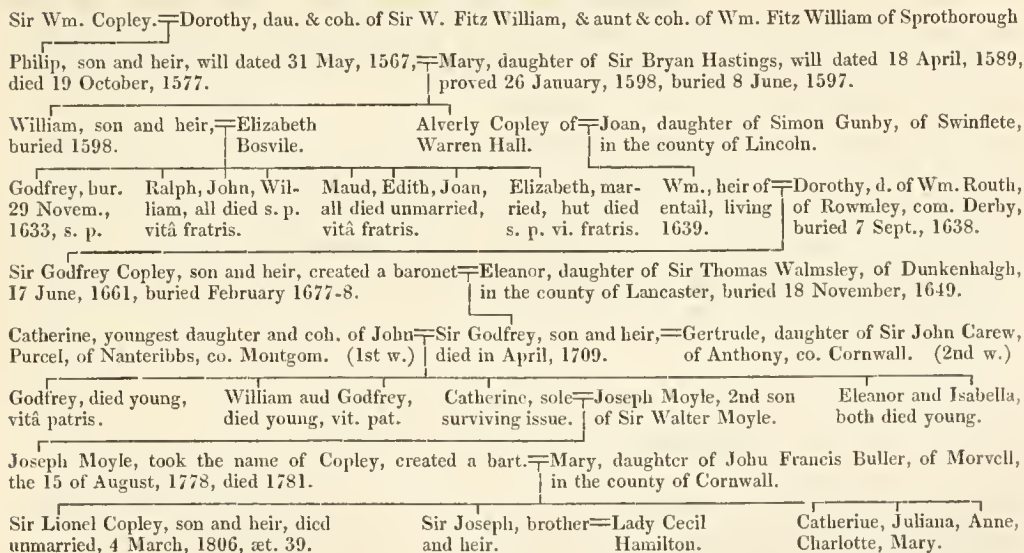 Sir Wm. Copley.=Dorothy, dau. & coh. of Sir W. Fitz William, & aunt & coh. of Wm. Fitz William of Sprotborough
Philip, son and heir, will dated 31 May, 1567,=Mary, daughter of Sir Bryan Hastings, will dated 18 April, 1589,
died 19 October, 1577. proved 26 January, 1598, buried 8 June, 1597.
William, son and heir,=Elizabeth Alverly Copley of=Joan, daughter of Simon Gunby, of Swinflete,
buried 1598. Bosvile. Warren Hall. in the county of Lincoln.
Godfrey, bur. Ralph, John, Wil- Maud, Edith, Joan, Elizabeth, mar- Wm., heir of=Dorothy, d. of Wm. Routh,
29 Novem., liam, all died s. p. all died unmarried, ried, hut died entail, living of Rowmley, com. Derby,
1633, s. p. vitâ fratris. vitâ fratris. s. p. vi. fratris. 1639. buried 7 Sept., 1638.
Sir Godfrey Copley, son and heir, created a baronet=Eleanor, daughter of Sir Thomas Walmsley, of Dunkenhalgh,
17 June, 1661, buried February 1677-8. in the county of Lancaster, buried 18 November, 1649.
Catherine, youngest daughter and coh. of John=Sir Godfrey, son and heir,=Gertrude, daughter of Sir John Carew,
Purcel, of Nanteribbs, co. Montgom. (1st w.) died in April, 1709. of Anthony, co. Cornwall. (2nd w.)
Godfrey, died young, William aud Godfrey, Catherine, sole=Joseph Moyle, 2nd son Eleanor and Isabella,
vitâ patris. died young, vit. pat. surviving issue. of Sir Walter Moyle. both died young.
Joseph Moyle, took the name of Copley, created a bart.=Mary, daughter of Johu Francis Buller, of Morvell,
the 15 of August, 1778, died 1781. in the county of Cornwall.
Sir Lionel Copley, son and heir, died Sir Joseph, brother=Lady Cecil Catheriue, Juliana, Anne,
unmarried, 4 March, 1806, æt. 39. and heir. Hamilton. Charlotte, Mary.